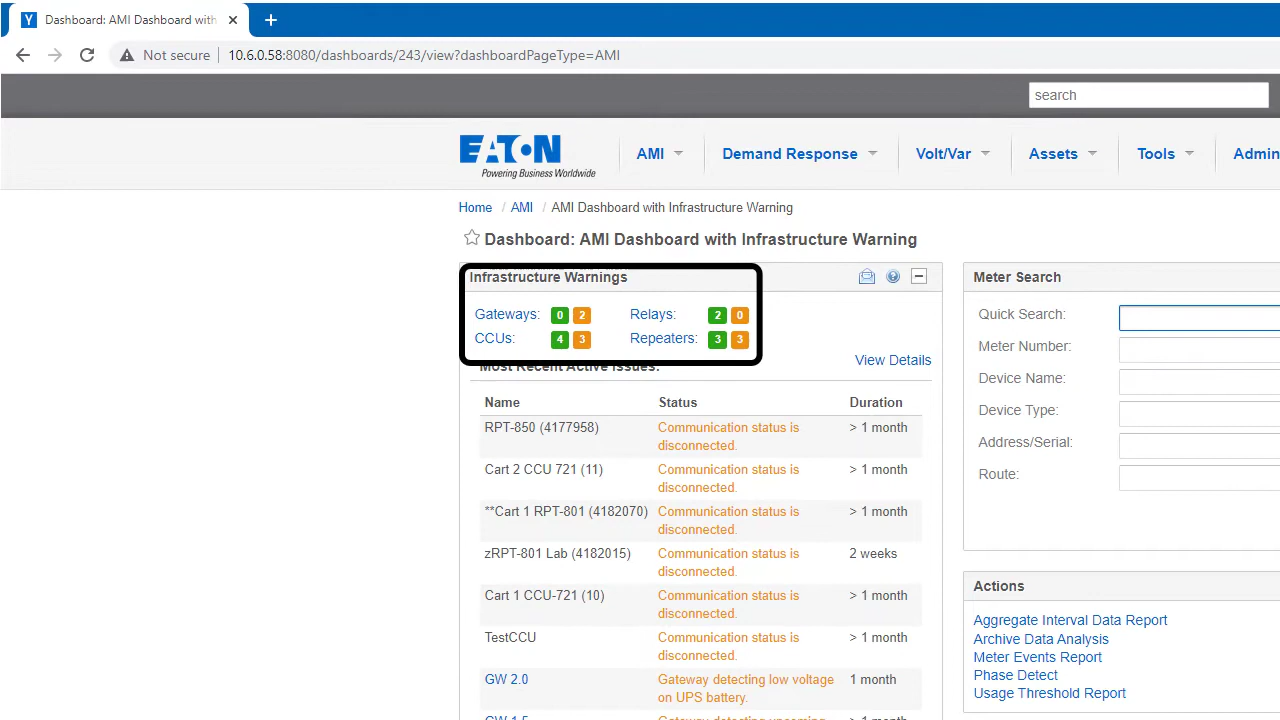 Y Dashboard: AMI Dashboard with
Not secure 10.6.0.58:8080/dashboards/243/view?dashboardPageType=AMI
search
EATON
Powering Business Worldwide
AMI Demand Response Volt/Var Assets Tools Admin
Home / AMI / AMI Dashboard with Infrastructure Warning
Dashboard: AMI Dashboard with Infrastructure Warning
Infrastructure Warnings
Gateways: 0 2 Relays: 2 0
CCUs: 4 3 Repeaters: 3 3
View Details
Most Recent Active Issues:
Name Status Duration
RPT-850 (4177958) Communication status is > 1 month
disconnected.
Cart 2 CCU 721 (11) Communication status is > 1 month
disconnected.
**Cart 1 RPT-801 (4182070) Communication status is > 1 month
disconnected.
zRPT-801 Lab (4182015) Communication status is 2 weeks
disconnected.
Cart 1 CCU-721 (10) Communication status is > 1 month
disconnected.
TestCCU Communication status is > 1 month
disconnected.
GW 2.0 Gateway detecting low voltage 1 month
on UPS battery.
GW 1.5 Gateway detecting upcoming > 1 month
Meter Search
Quick Search:
Meter Number:
Device Name:
Device Type:
Address/Serial:
Route:
Actions
Aggregate Interval Data Report
Archive Data Analysis
Meter Events Report
Phase Detect
Usage Threshold Report